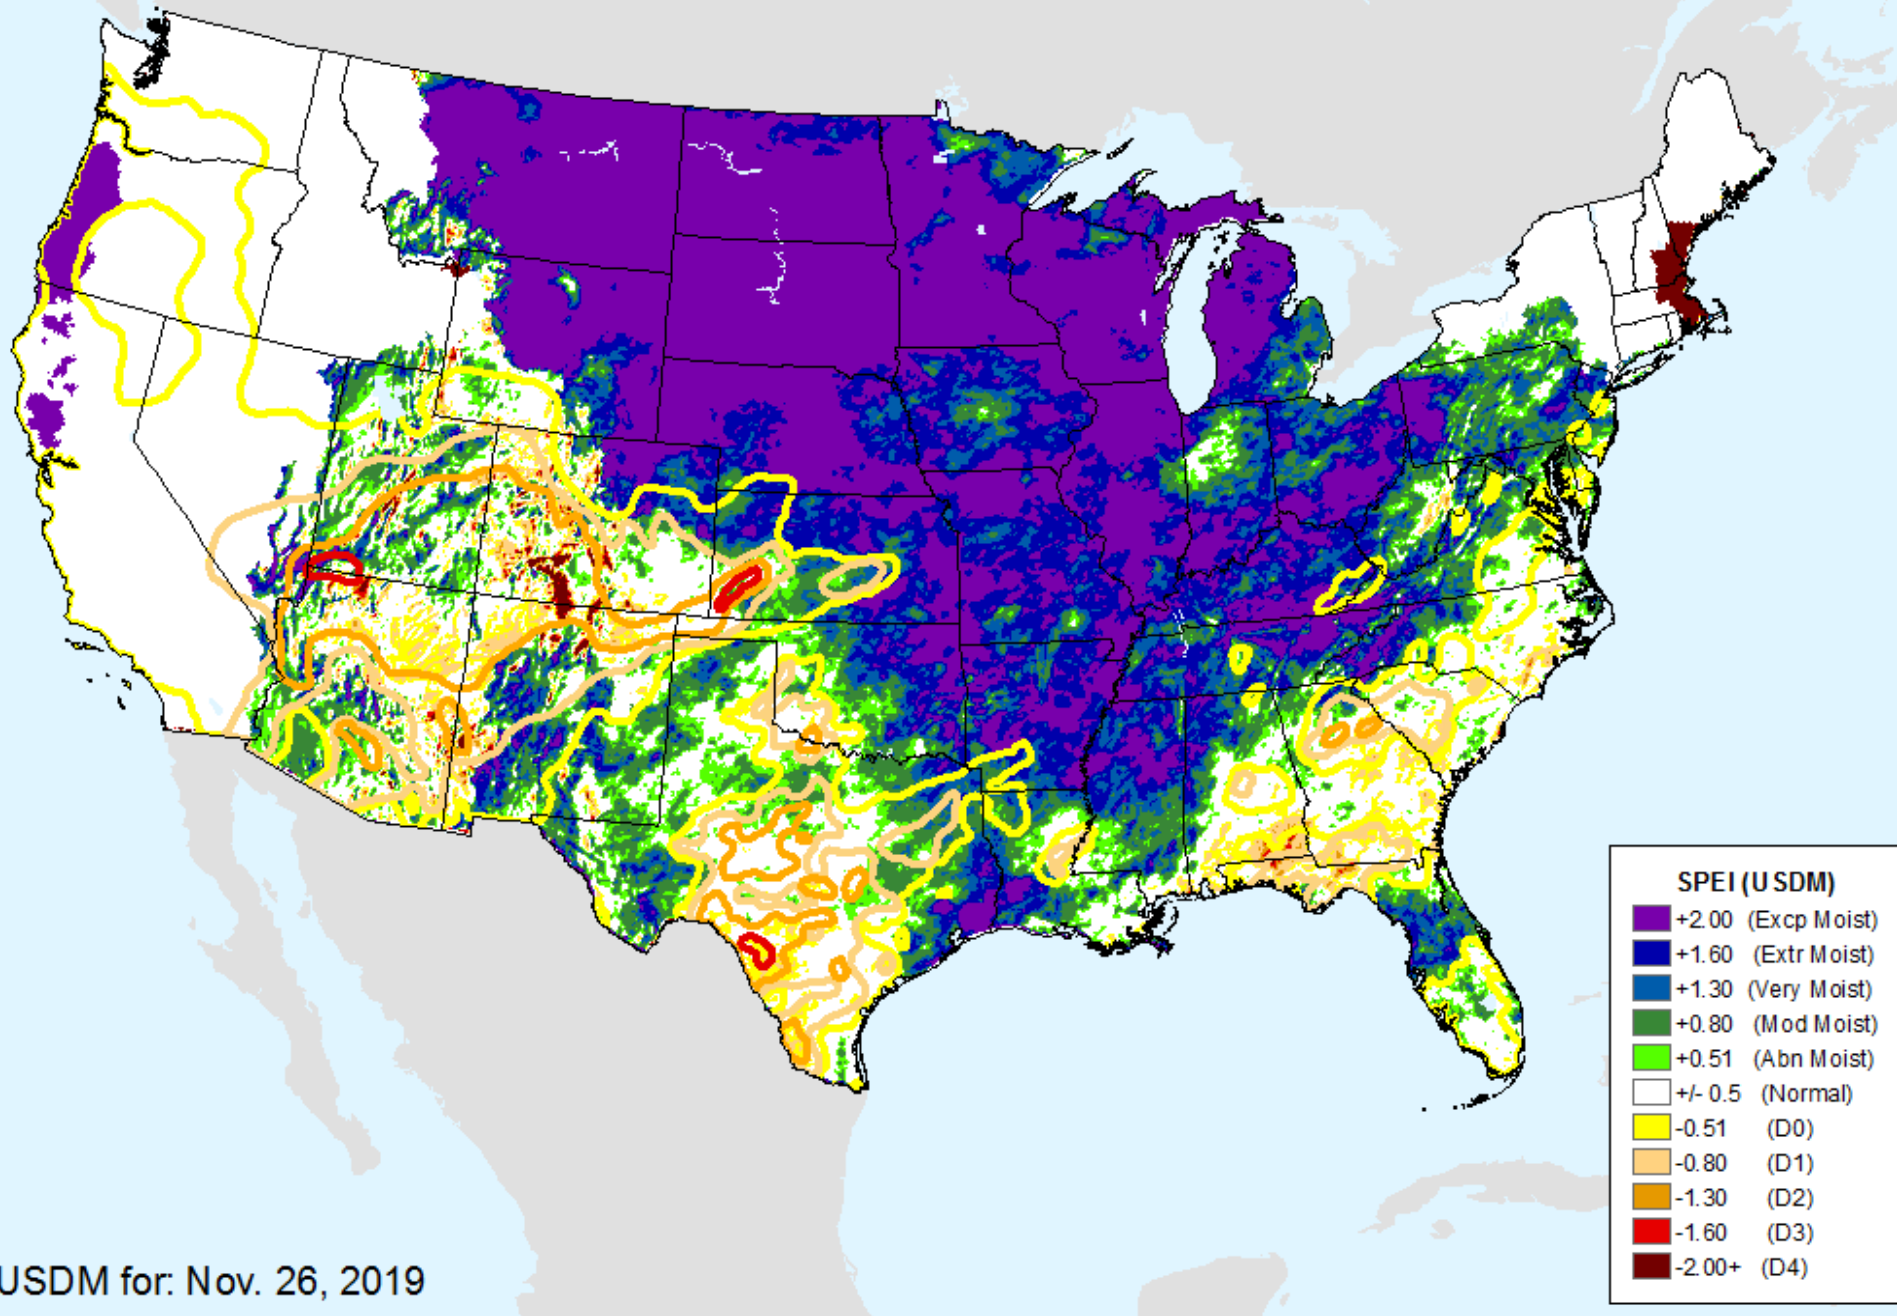 SPEI (USDM)
+2.00 (Excp Moist)
+1.60 (Extr Moist)
+1.30 (Very Moist)
+0.80 (Mod Moist)
+0.51 (Abn Moist)
+/- 0.5 (Normal)
-0.51 (D0)
-0.80 (D1)
-1.30 (D2)
-1.60 (D3)
-2.00+ (D4)
USDM for: Nov. 26, 2019